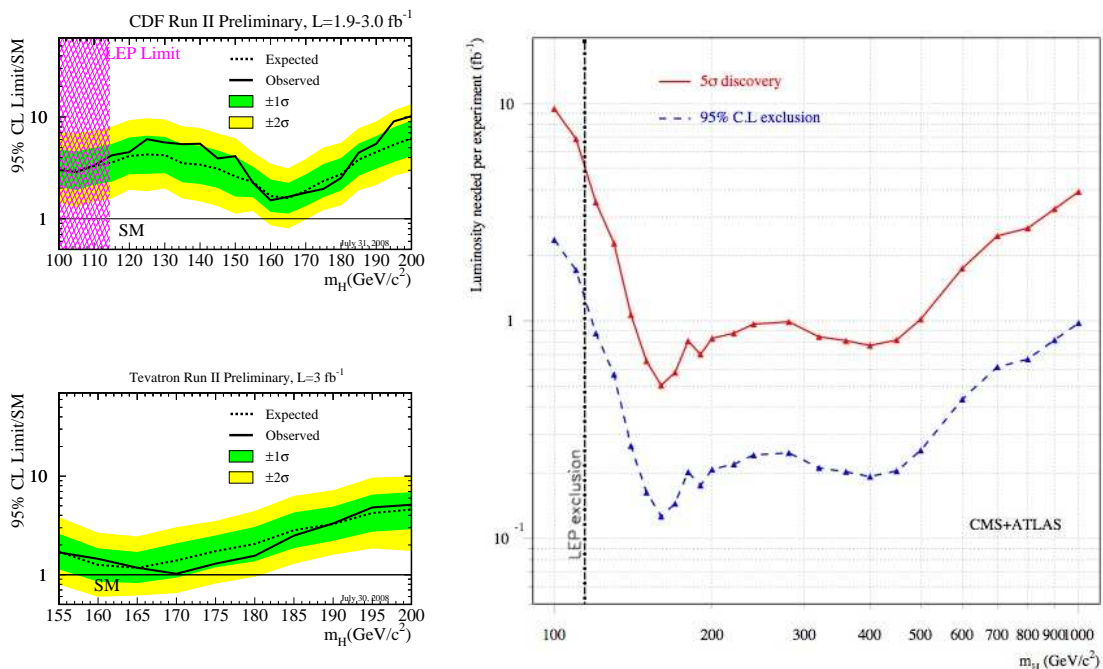 CDF Run II Preliminary, L=1.9-3.0 fb⁻¹
95% CL Limit/SM
10
1
LEP Limit
Expected
Observed
±1σ
±2σ
SM
July 31, 2008
100 110 120 130 140 150 160 170 180 190 200
m_H(GeV/c²)
Tevatron Run II Preliminary, L=3 fb⁻¹
95% CL Limit/SM
10
1
Expected
Observed
±1σ
±2σ
SM
July 30, 2008
155 160 165 170 175 180 185 190 195 200
m_H(GeV/c²)
Luminosity needed per experiment (fb⁻¹)
10
1
10⁻¹
5σ discovery
95% C.L exclusion
LEP exclusion
CMS+ATLAS
100 200 300 400 500 600 700 800 900 1000
m_H (GeV/c²)